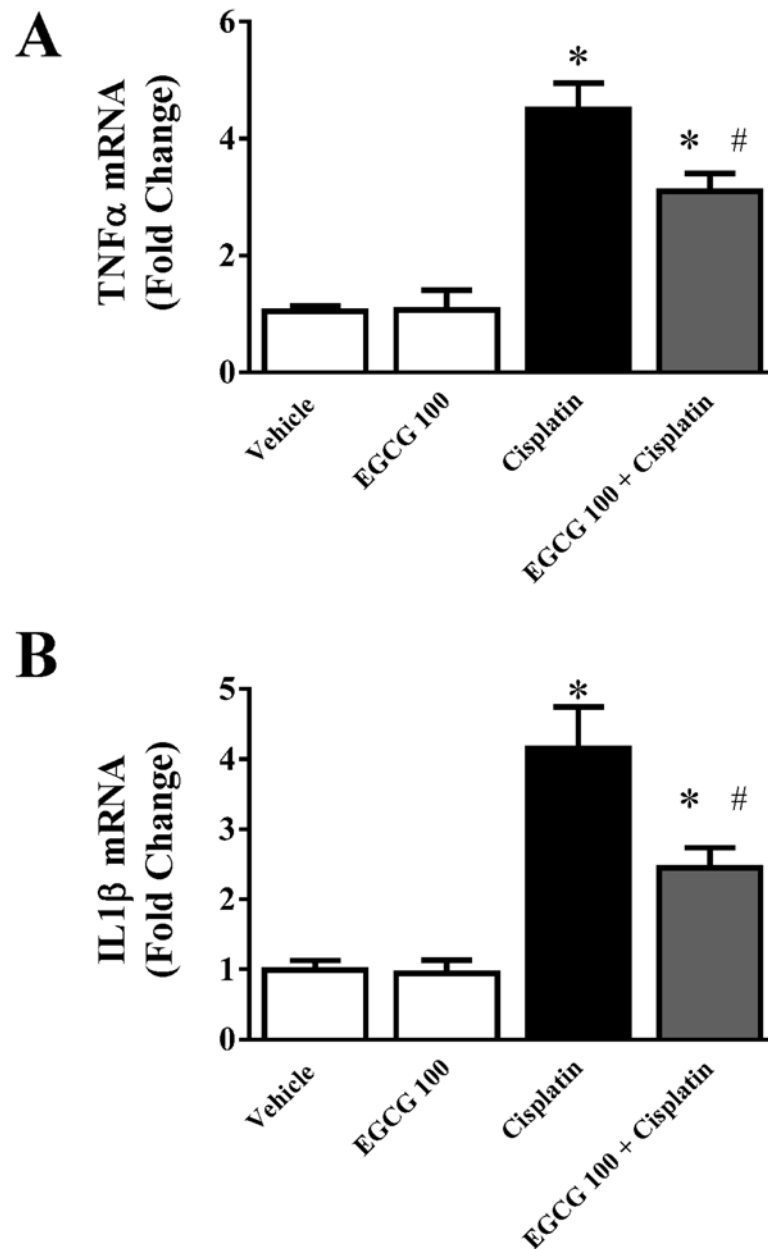 A
TNFα mRNA
(Fold Change)
6
4
2
0
*
* #
Vehicle
EGCG 100
Cisplatin
EGCG 100 + Cisplatin
B
IL1β mRNA
(Fold Change)
5
4
3
2
1
0
*
* #
Vehicle
EGCG 100
Cisplatin
EGCG 100 + Cisplatin